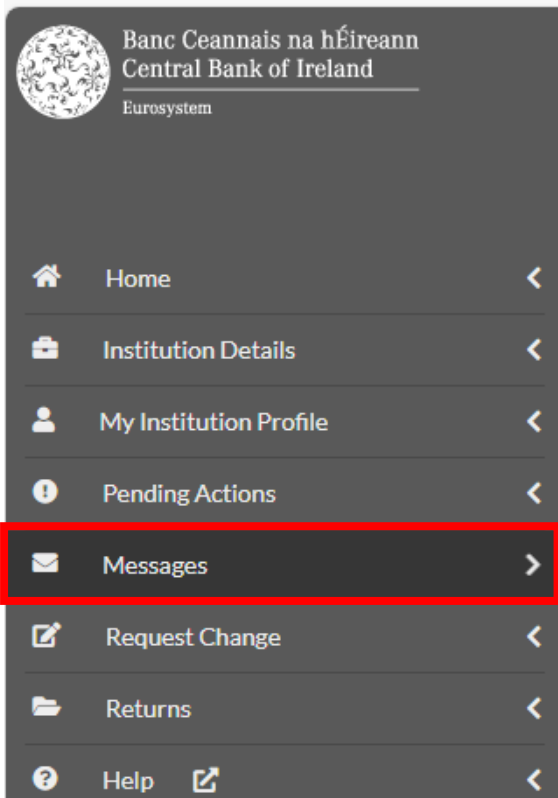 Banc Ceannais na hÉireann
Central Bank of Ireland
Eurosystem
Home
Institution Details
My Institution Profile
Pending Actions
Messages
Request Change
Returns
Help